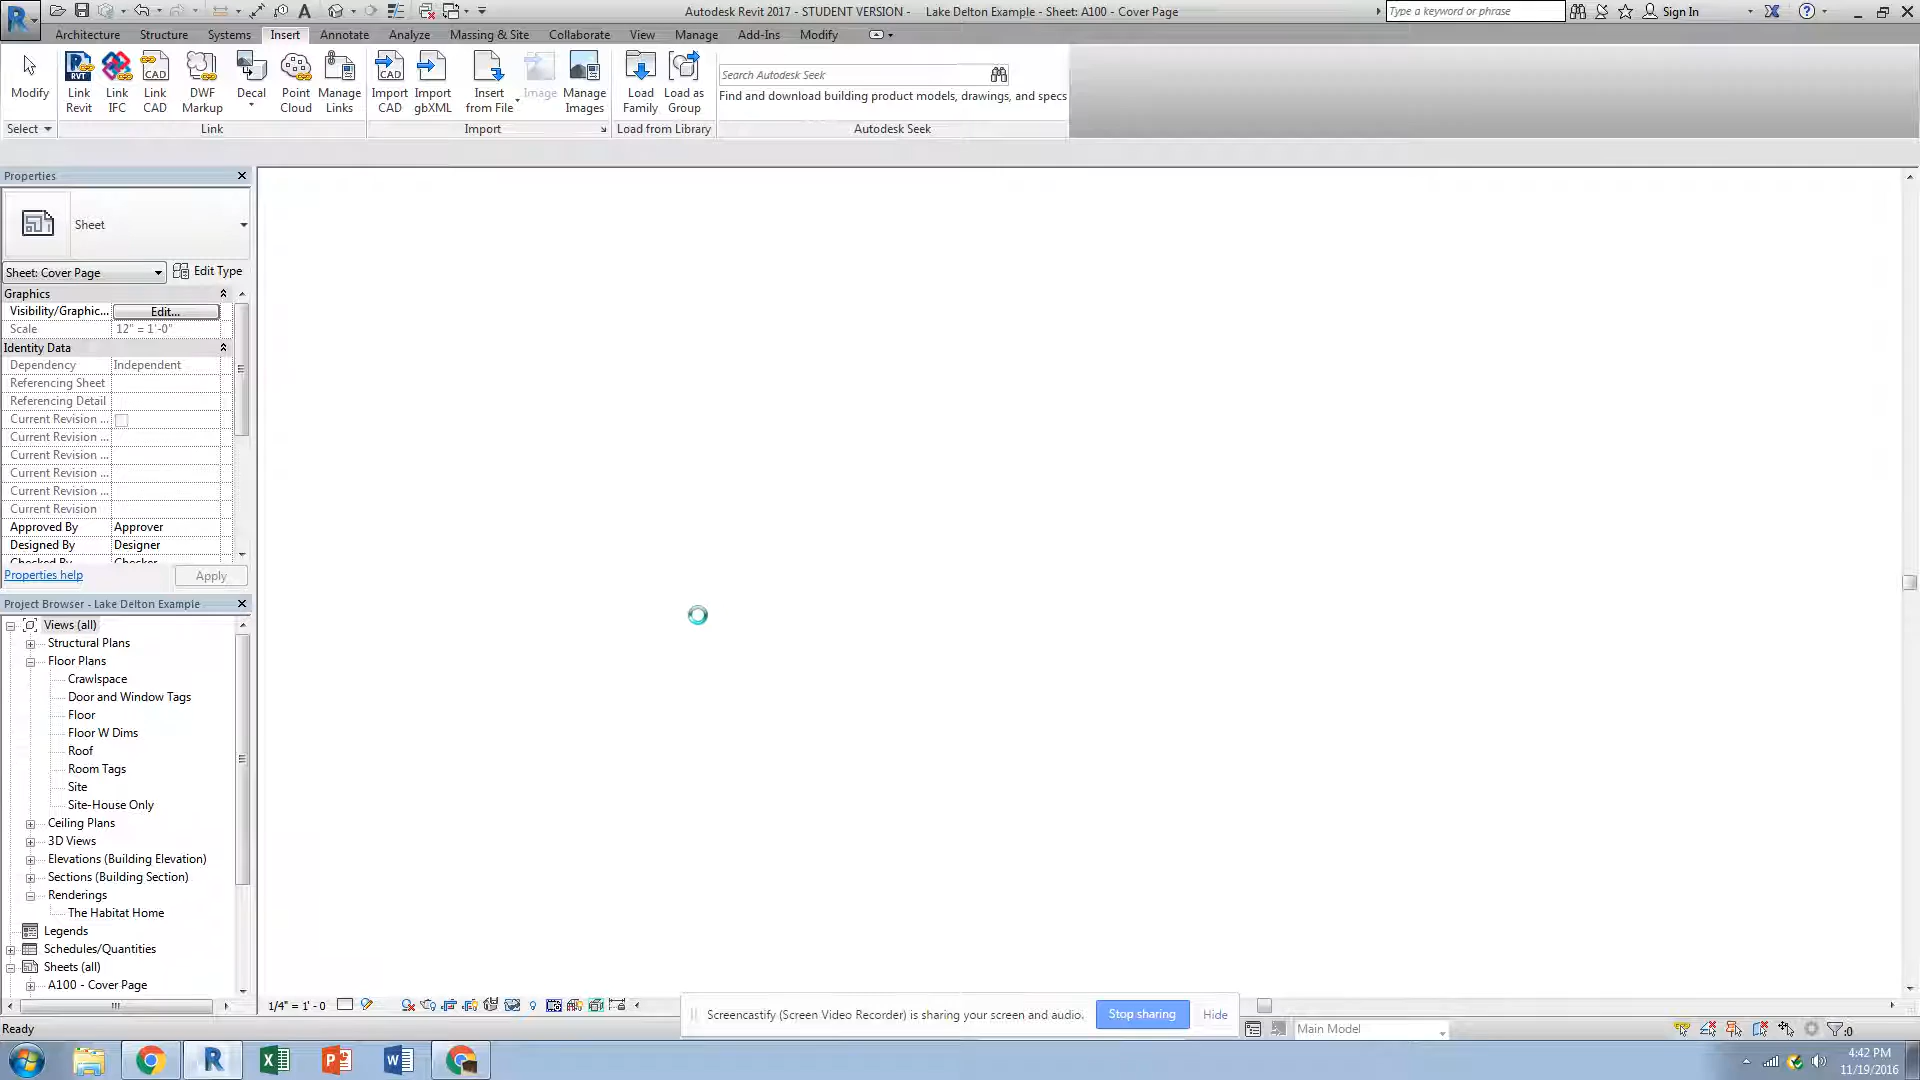 Autodesk Revit 2017 - STUDENT VERSION - Lake Delton Example - Sheet: A100 - Cover Page
Type a keyword or phrase
Sign In
Architecture Structure Systems Insert Annotate Analyze Massing & Site Collaborate View Manage Add-Ins Modify
Modify
Link Revit
Link IFC
Link CAD
DWF Markup
Decal
Point Cloud
Manage Links
Import CAD
Import gbXML
Insert from File
Image
Manage Images
Load Family
Load as Group
Search Autodesk Seek
Find and download building product models, drawings, and specs
Select
Link
Import
Load from Library
Autodesk Seek
Properties
Sheet
Sheet: Cover Page
Edit Type
Graphics
Visibility/Graphic... Edit...
Scale 12" = 1'-0"
Identity Data
Dependency Independent
Referencing Sheet
Referencing Detail
Current Revision ...
Current Revision ...
Current Revision ...
Current Revision ...
Current Revision ...
Current Revision
Approved By Approver
Designed By Designer
Checked By Checker
Properties help
Apply
Project Browser - Lake Delton Example
Views (all)
Structural Plans
Floor Plans
Crawlspace
Door and Window Tags
Floor
Floor W Dims
Roof
Room Tags
Site
Site-House Only
Ceiling Plans
3D Views
Elevations (Building Elevation)
Sections (Building Section)
Renderings
The Habitat Home
Legends
Schedules/Quantities
Sheets (all)
A100 - Cover Page
1/4" = 1' - 0
Screencastify (Screen Video Recorder) is sharing your screen and audio.
Stop sharing
Hide
Ready
Main Model
:0
4:42 PM
11/19/2016